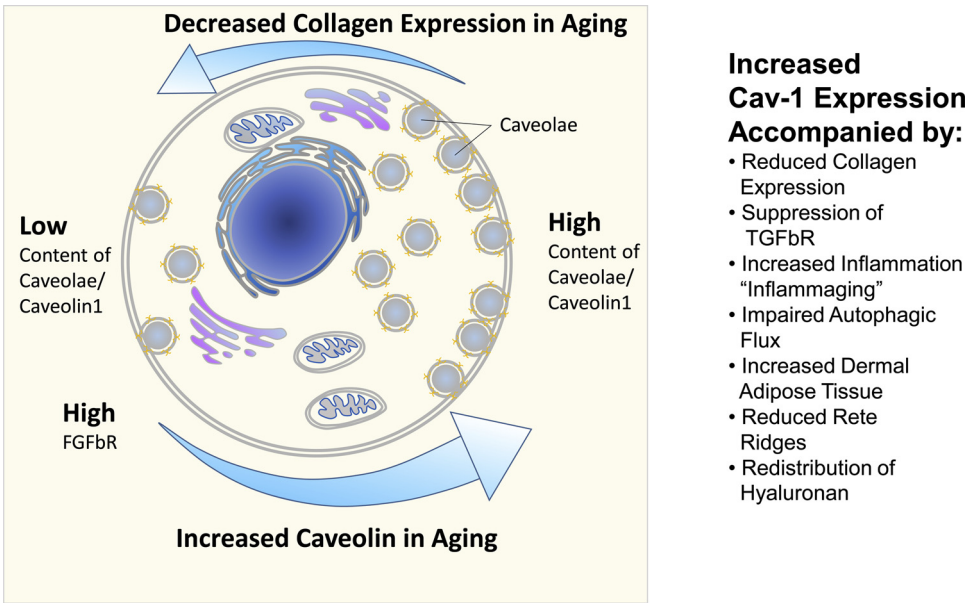 Decreased Collagen Expression in Aging
Caveolae
Low
Content of
Caveolae/
Caveolin1
High
Content of
Caveolae/
Caveolin1
High
FGFbR
Increased Caveolin in Aging
Increased
Cav-1 Expression
Accompanied by:
• Reduced Collagen
Expression
• Suppression of
TGFbR
• Increased Inflammation
“Inflammaging”
• Impaired Autophagic
Flux
• Increased Dermal
Adipose Tissue
• Reduced Rete
Ridges
• Redistribution of
Hyaluronan